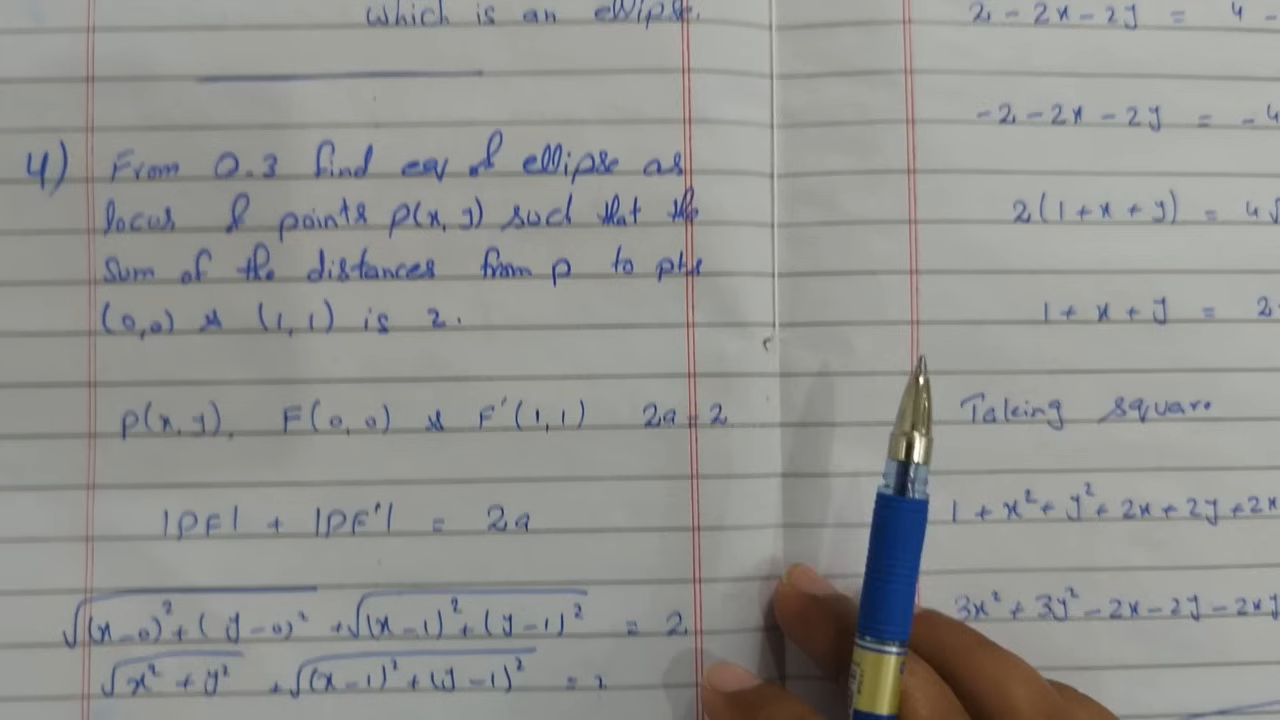 which is an ellipse.
4) From Q.3 find eq of ellipse as
locus of points P(x, y) such that the
sum of the distances from P to pts
(0,0) & (1,1) is 2.
P(x,y), F(0,0) & F'(1,1) 2a = 2
|PF| + |PF'| = 2a
√(x-0)² + (y-0)² + √(x-1)² + (y-1)² = 2
√x² + y² + √(x-1)² + (y-1)² = 2
2 - 2x - 2y = 4 -
-2 - 2x - 2y = -4
2(1+x+y) = 4√
1 + x + y = 2
Taking square
1 + x² + y² + 2x + 2y + 2x
3x² + 3y² - 2x - 2y - 2xy